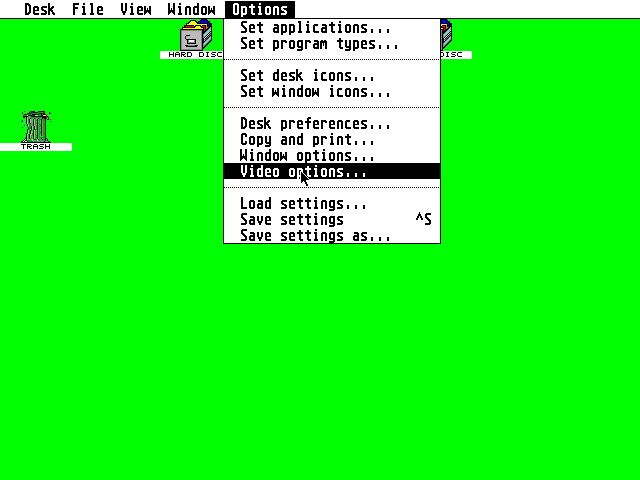 Desk File View Window Options
Set applications...
HARD DISC
DISC
Set program types...
Set desk icons...
Set window icons...
Desk preferences...
Copy and print...
TRASH
Window options...
Video options...
Load settings...
Save settings ^S
Save settings as...